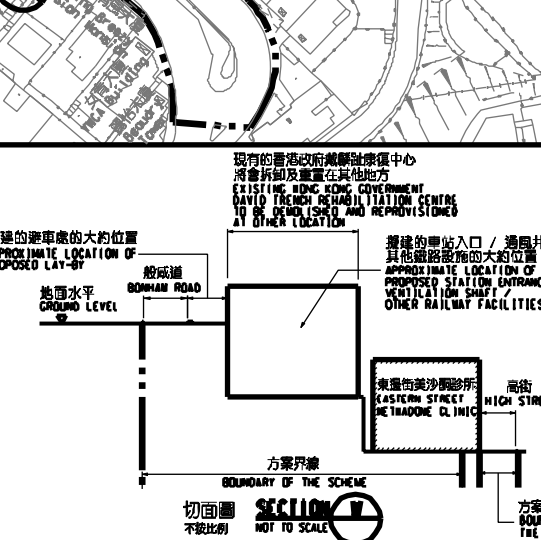 現有的香港政府戴麟趾康復中心
將會拆卸及重置在其他地方
EXISTING HONG KONG GOVERNMENT
DAVID TRENCH REHABILITATION CENTRE
TO BE DEMOLISHED AND REPROVISIONED
AT OTHER LOCATION
建的避車處的大約位置
PROXIMATE LOCATION OF
OPOSED LAY-BY
擬建的車站入口 / 通風井
其他鐵路設施的大約位置
APPROXIMATE LOCATION OF
PROPOSED STATION ENTRANC
VENTILATION SHAFT /
OTHER RAILWAY FACILITIES
般咸道
BONHAM ROAD
地面水平
GROUND LEVEL
東邊街美沙酮診所
EASTERN STREET
METHADONE CLINIC
高街
HIGH STRE
方案界線
BOUNDARY OF THE SCHEME
切面圖 SECTION
不按比例 NOT TO SCALE
方案
BOU
THE